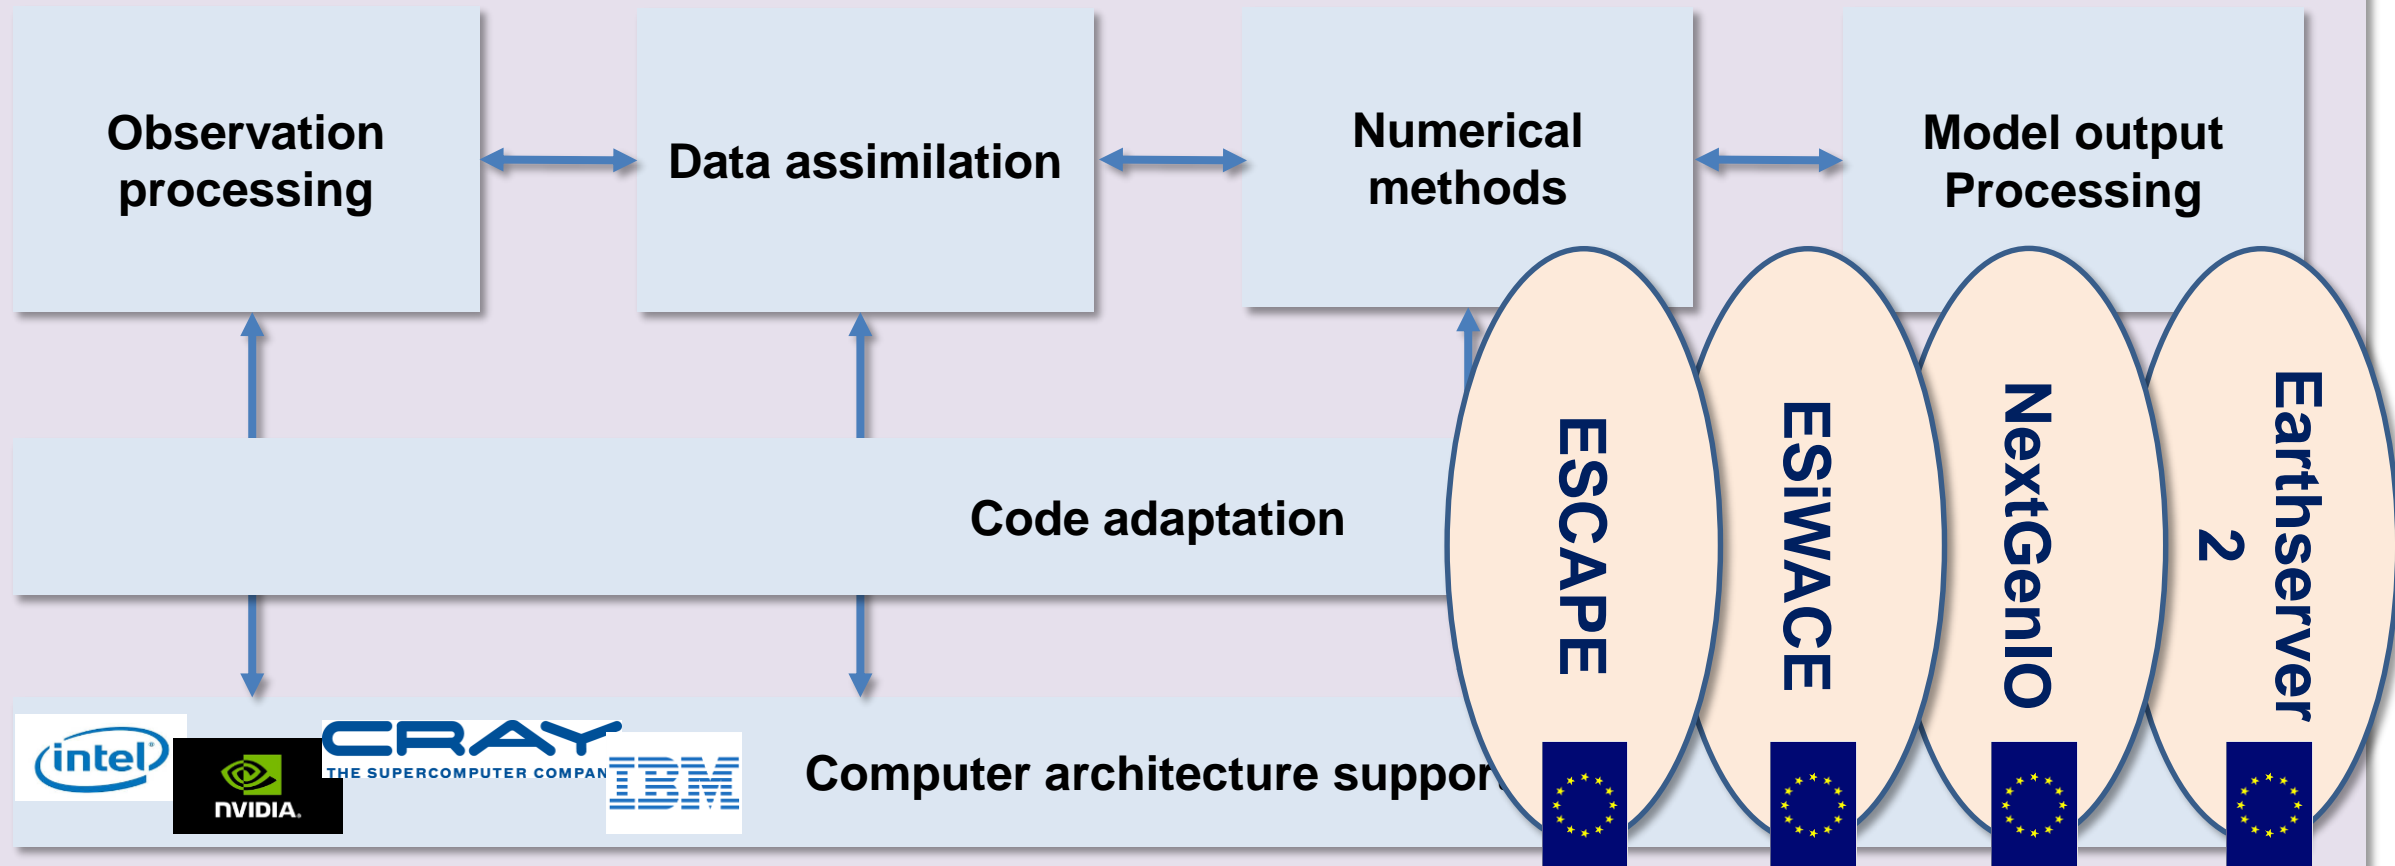 Observation
processing
Data assimilation
Numerical
methods
Model output
Processing
Code adaptation
ESCAPE
ESiWACE
NextGenIO
Earthserver
2
intel
NVIDIA.
CRAY
THE SUPERCOMPUTER COMPAN
IBM
Computer architecture suppor